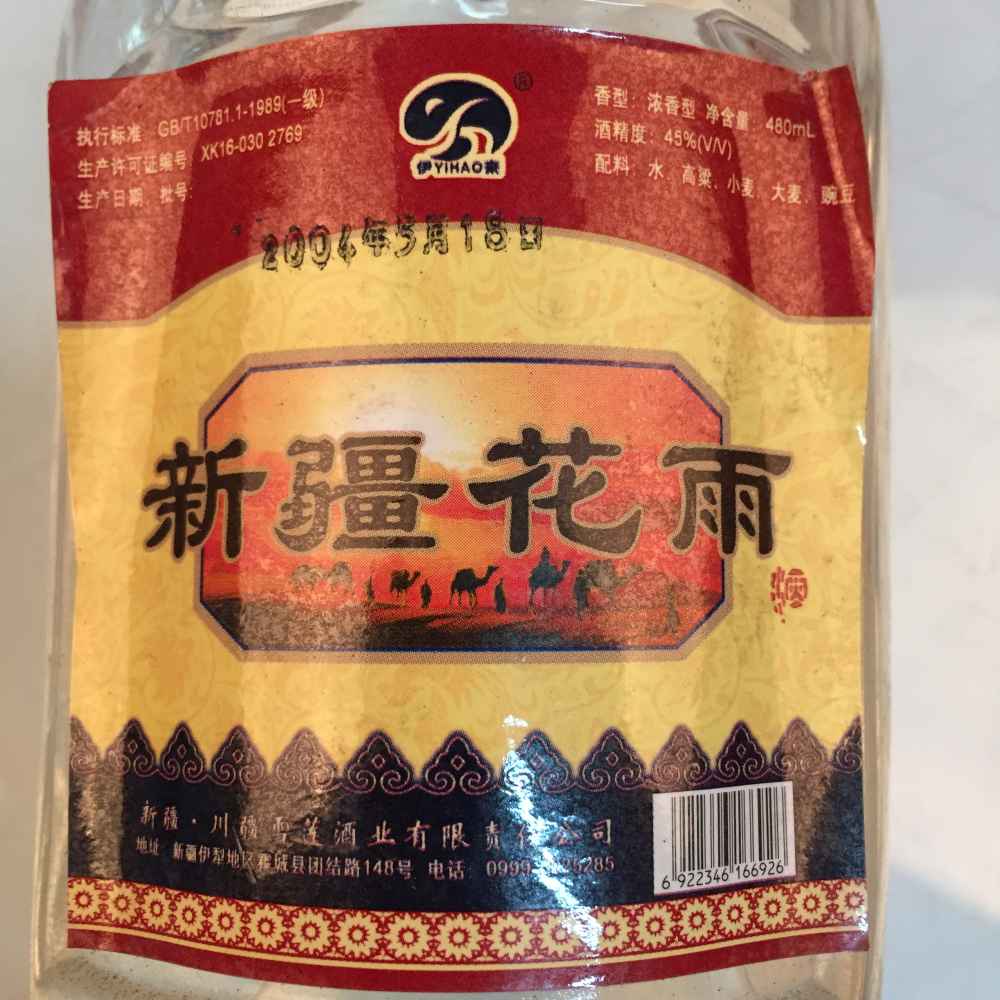 执行标准 GB/T10781.1-1989(一级)
生产许可证编号: XK16-030 2769
生产日期、批号:
®
伊YIHAO豪
香型: 浓香型 净含量: 480mL
酒精度: 45%(V/V)
配料: 水、高粱、小麦、大麦、豌豆
2004年5月18日
新疆花雨
新疆·川疆雪莲酒业有限责任公司
地址 新疆伊犁地区霍城县团结路148号 电话 0999
6 922346 166926